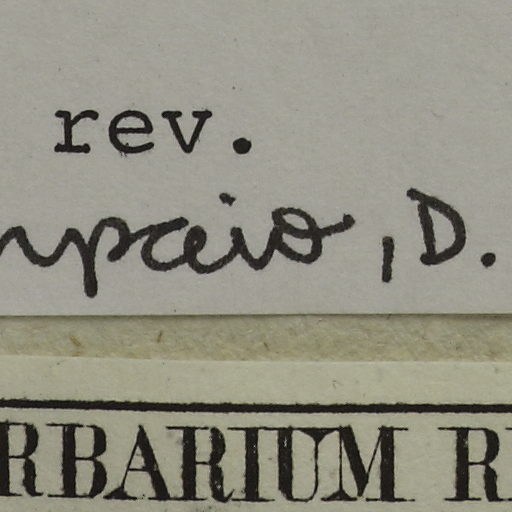 rev.
mpaio, D.
RBARIUM R